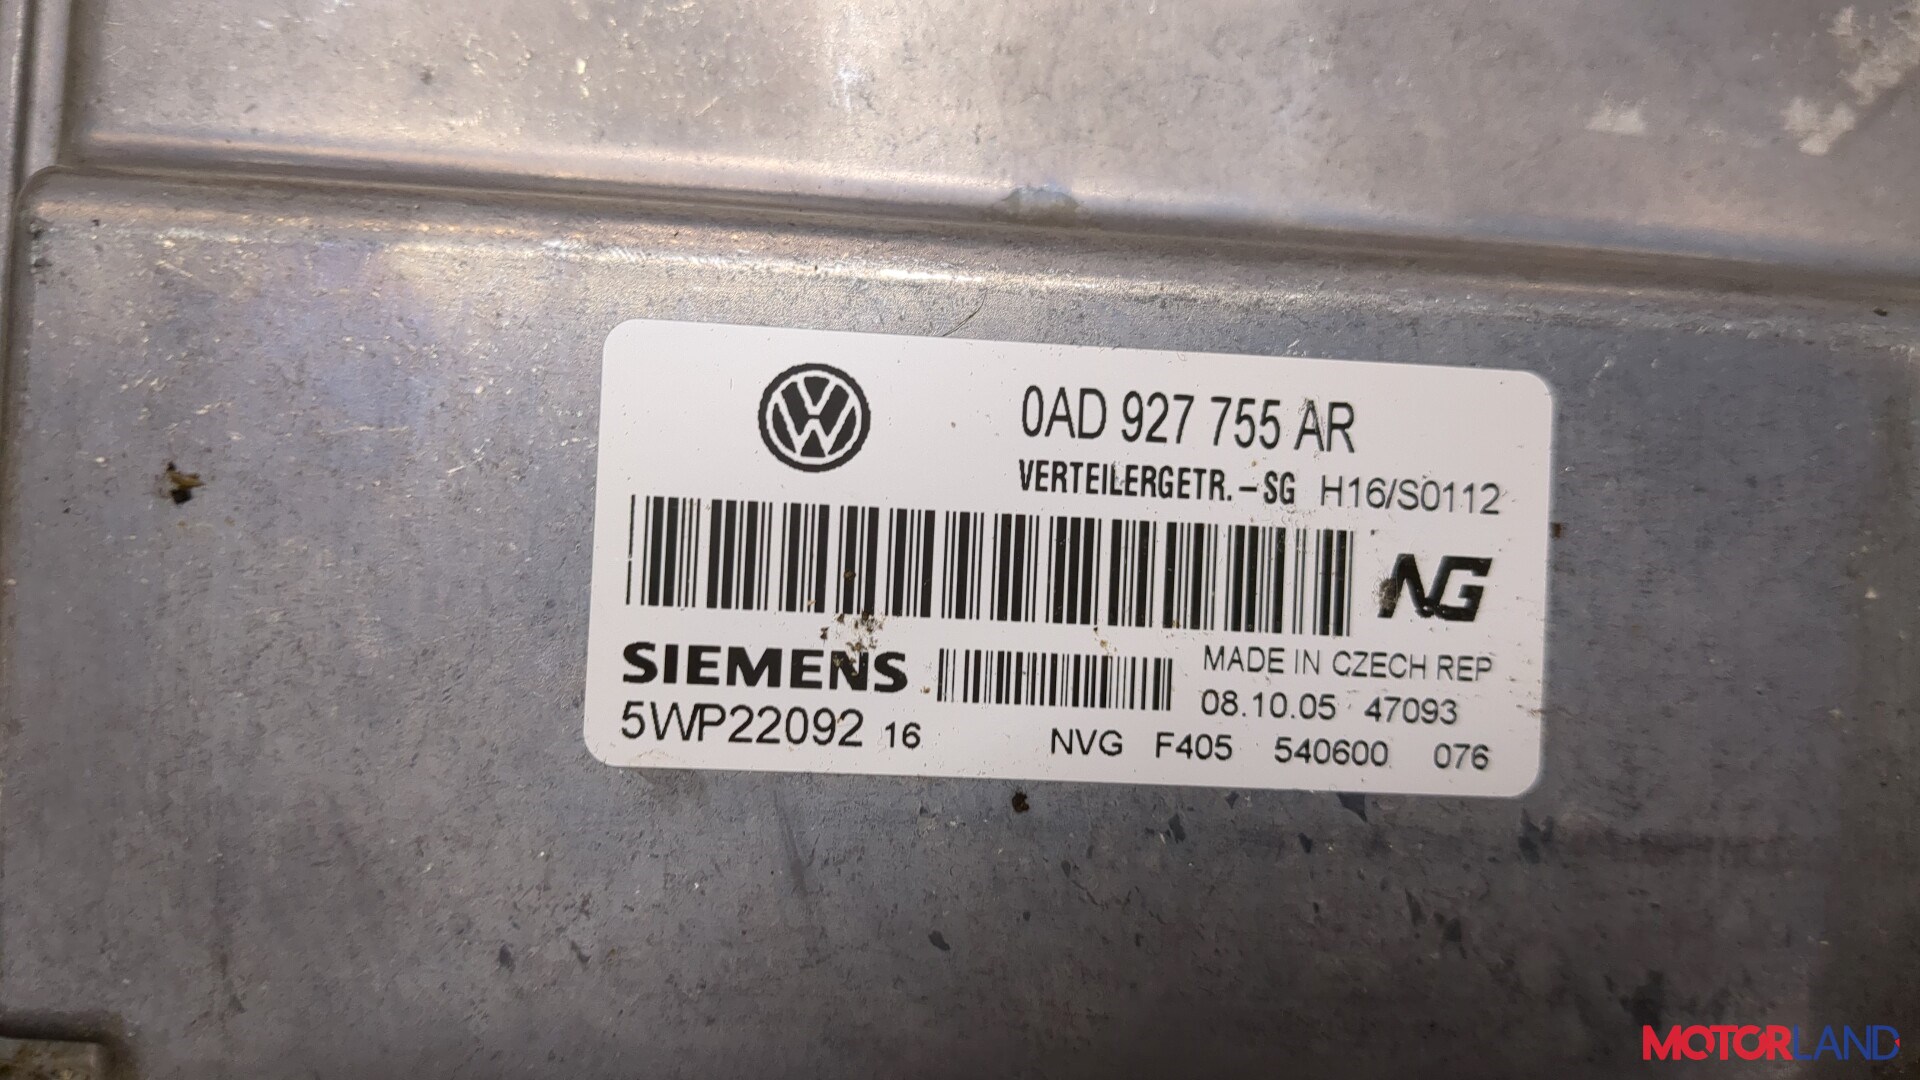 0AD 927 755 AR
VERTEILERGETR.-SG H16/S0112
NG
SIEMENS
MADE IN CZECH REP
08.10.05 47093
5WP22092 16
NVG F405 540600 076
MOTORLAND